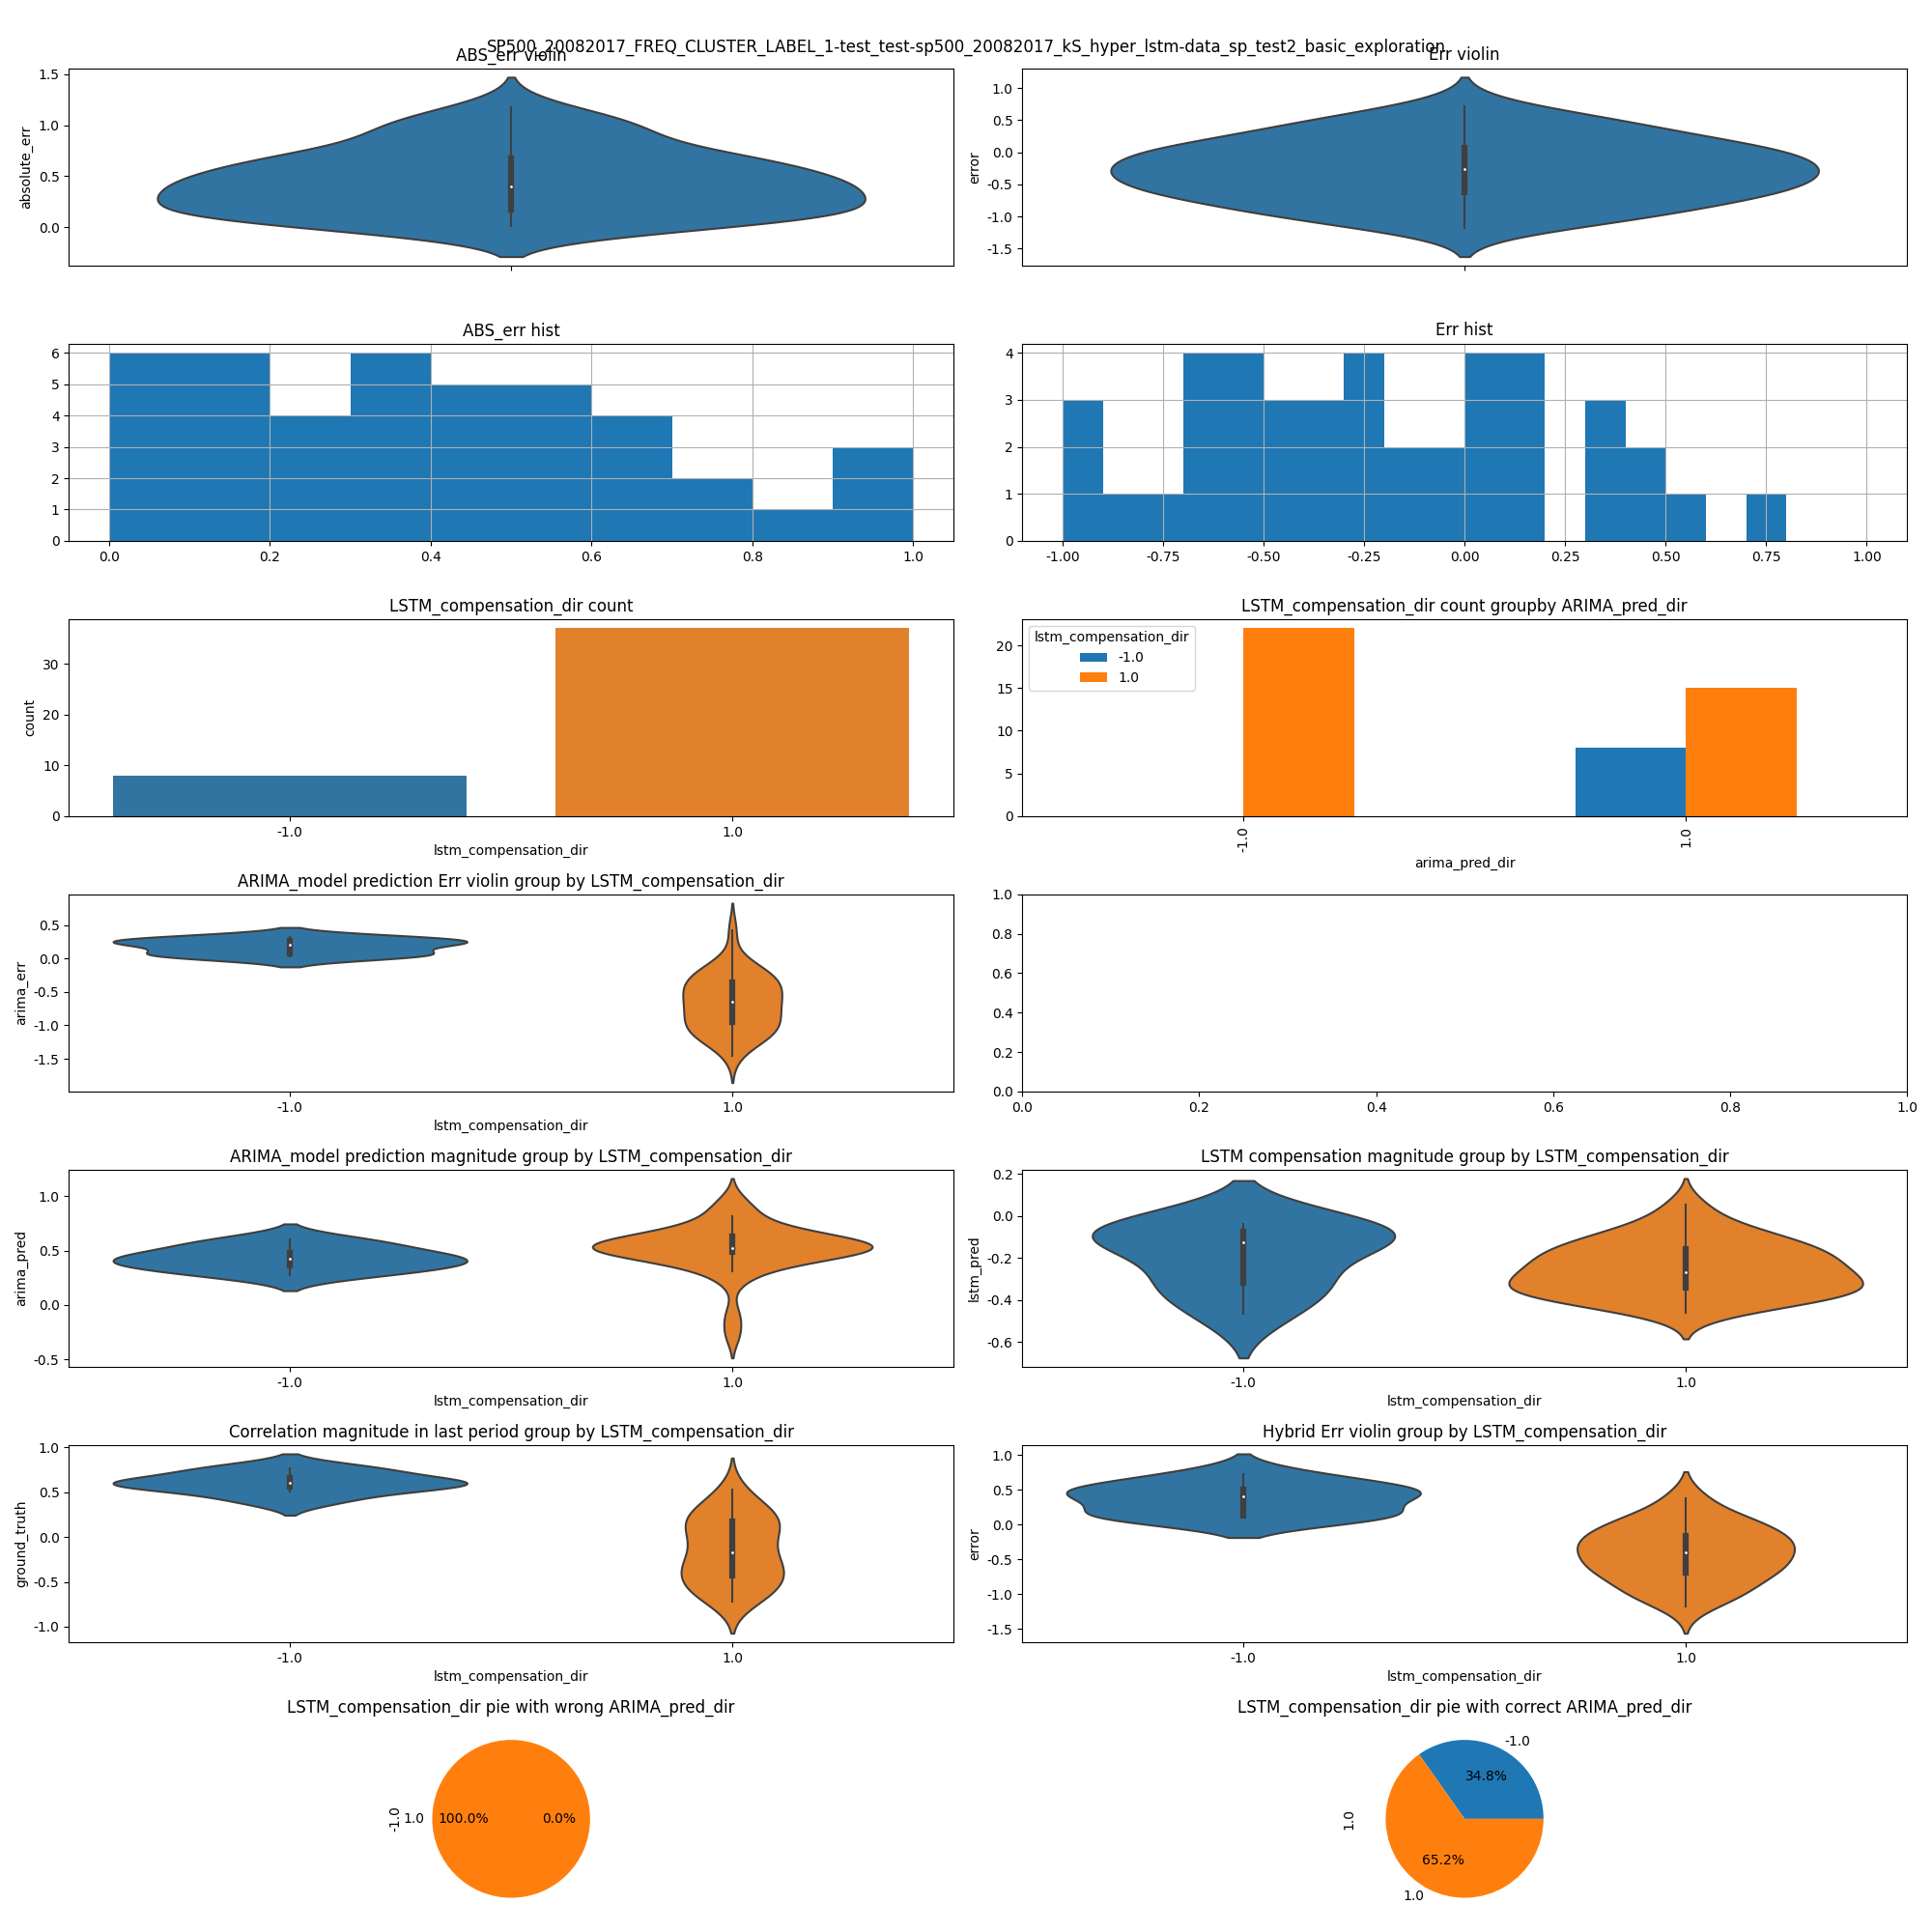 SP500_20082017_FREQ_CLUSTER_LABEL_1-test_test-sp500_20082017_kS_hyper_lstm-data_sp_test2_basic_exploration
ABS_err violin
absolute_err
1.5
1.0
0.5
0.0
Err violin
error
1.0
0.5
0.0
-0.5
-1.0
-1.5
ABS_err hist
6
5
4
3
2
1
0
0.0 0.2 0.4 0.6 0.8 1.0
Err hist
4
3
2
1
0
-1.00 -0.75 -0.50 -0.25 0.00 0.25 0.50 0.75 1.00
LSTM_compensation_dir count
count
30
20
10
0
-1.0 1.0
lstm_compensation_dir
LSTM_compensation_dir count groupby ARIMA_pred_dir
lstm_compensation_dir
-1.0
1.0
20
15
10
5
0
-1.0 1.0
arima_pred_dir
ARIMA_model prediction Err violin group by LSTM_compensation_dir
arima_err
0.5
0.0
-0.5
-1.0
-1.5
-1.0 1.0
lstm_compensation_dir
1.0
0.8
0.6
0.4
0.2
0.0
0.0 0.2 0.4 0.6 0.8 1.0
ARIMA_model prediction magnitude group by LSTM_compensation_dir
arima_pred
1.0
0.5
0.0
-0.5
-1.0 1.0
lstm_compensation_dir
LSTM compensation magnitude group by LSTM_compensation_dir
lstm_pred
0.2
0.0
-0.2
-0.4
-0.6
-1.0 1.0
lstm_compensation_dir
Correlation magnitude in last period group by LSTM_compensation_dir
ground_truth
1.0
0.5
0.0
-0.5
-1.0
-1.0 1.0
lstm_compensation_dir
Hybrid Err violin group by LSTM_compensation_dir
error
1.0
0.5
0.0
-0.5
-1.0
-1.5
-1.0 1.0
lstm_compensation_dir
LSTM_compensation_dir pie with wrong ARIMA_pred_dir
-1.0
1.0 100.0% 0.0%
LSTM_compensation_dir pie with correct ARIMA_pred_dir
-1.0
34.8%
1.0
65.2%
1.0